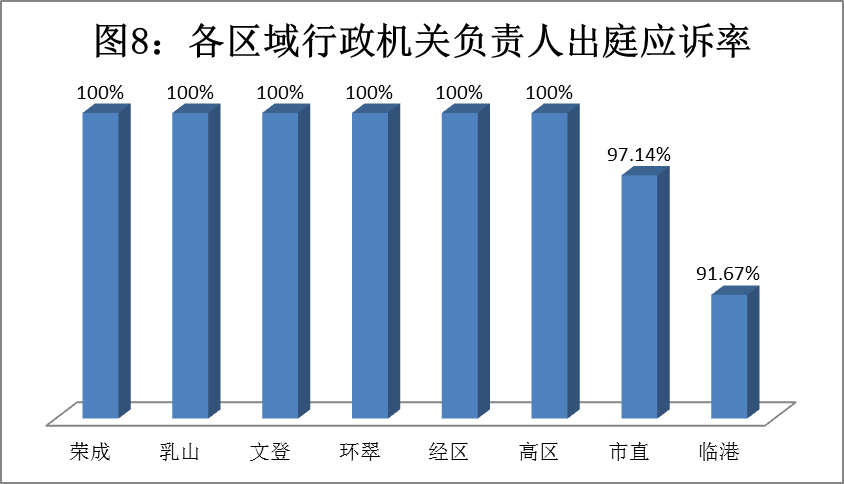 图8：各区域行政机关负责人出庭应诉率
100% 100% 100% 100% 100% 100%
97.14%
91.67%
荣成 乳山 文登 环翠 经区 高区 市直 临港